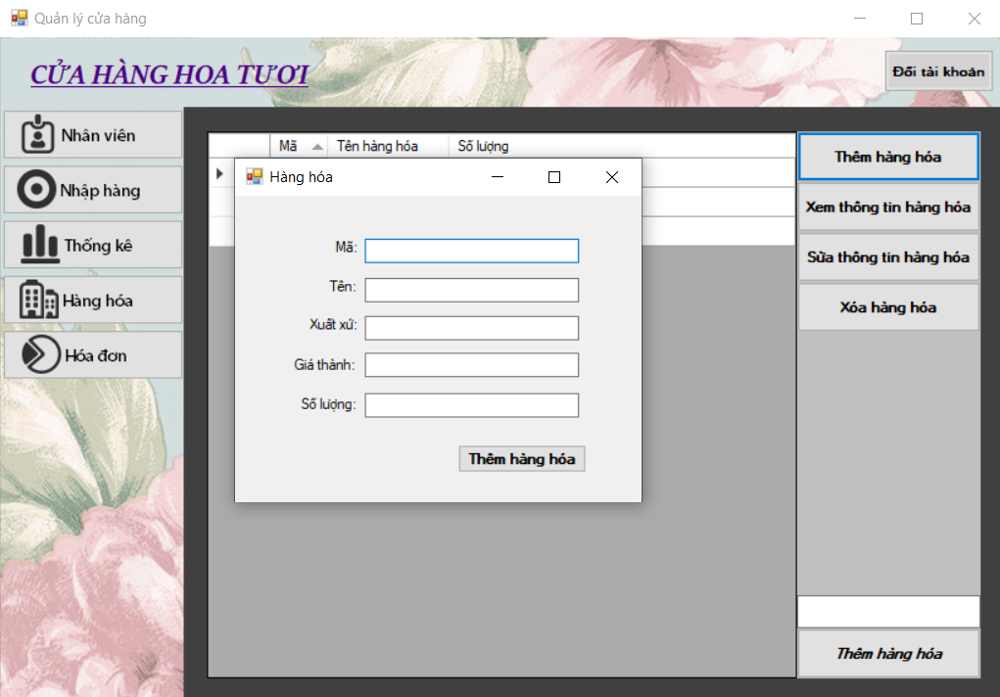 Quản lý cửa hàng
CỬA HÀNG HOA TƯƠI
Đổi tài khoản
Nhân viên
Nhập hàng
Thống kê
Hàng hóa
Hóa đơn
Mã Tên hàng hóa Số lượng
Hàng hóa
Mã:
Tên:
Xuất xứ:
Giá thành:
Số lượng:
Thêm hàng hóa
Thêm hàng hóa
Xem thông tin hàng hóa
Sửa thông tin hàng hóa
Xóa hàng hóa
Thêm hàng hóa